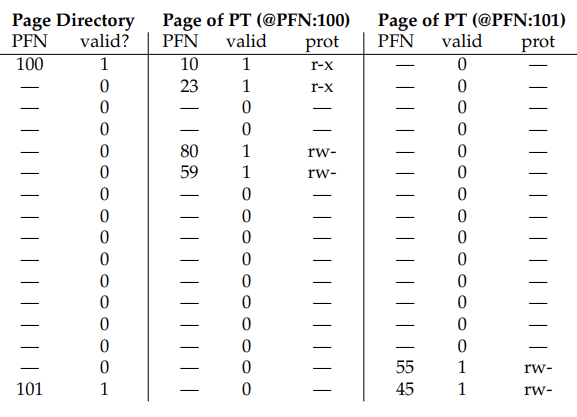 Page Directory Page of PT (@PFN:100) Page of PT (@PFN:101)
PFN valid? PFN valid prot PFN valid prot
100 1 10 1 r-x — 0 —
— 0 23 1 r-x — 0 —
— 0 — 0 — — 0 —
— 0 — 0 — — 0 —
— 0 80 1 rw- — 0 —
— 0 59 1 rw- — 0 —
— 0 — 0 — — 0 —
— 0 — 0 — — 0 —
— 0 — 0 — — 0 —
— 0 — 0 — — 0 —
— 0 — 0 — — 0 —
— 0 — 0 — — 0 —
— 0 — 0 — — 0 —
— 0 — 0 — — 0 —
— 0 — 0 — 55 1 rw-
101 1 — 0 — 45 1 rw-